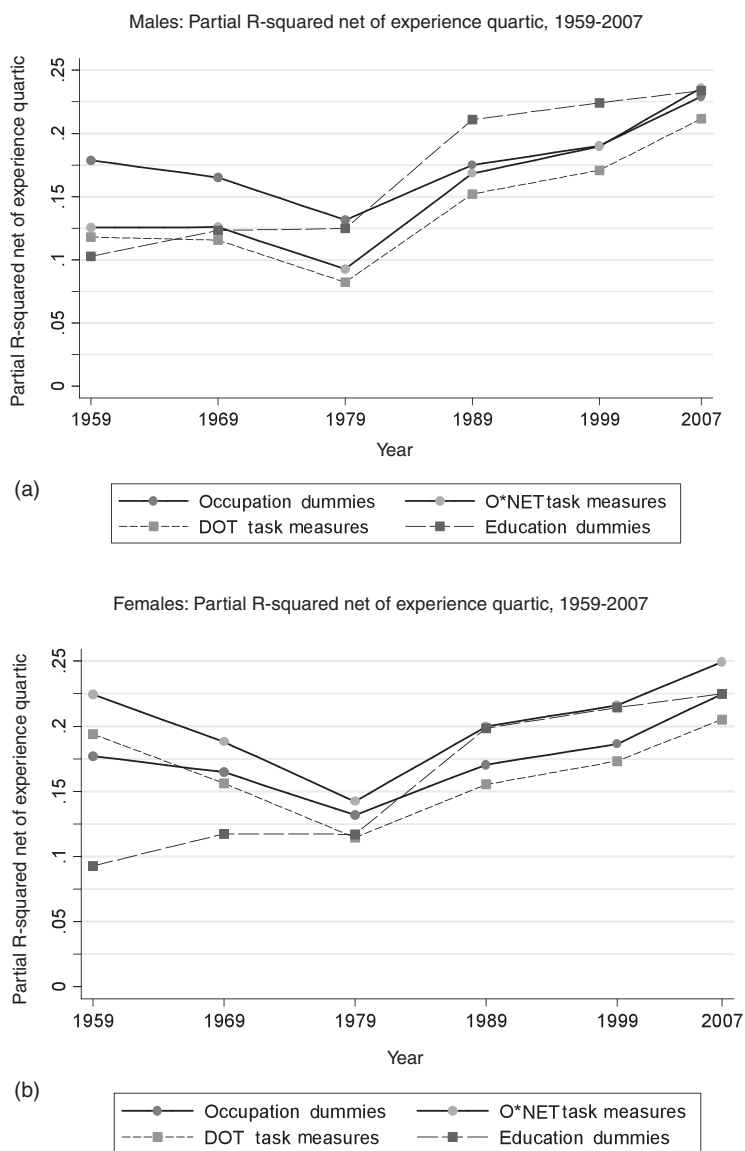 Males: Partial R-squared net of experience quartic, 1959-2007
Partial R-squared net of experience quartic
.25
.2
.15
.1
.05
0
1959 1969 1979 1989 1999 2007
Year
(a)
Occupation dummies O*NET task measures
DOT task measures Education dummies
Females: Partial R-squared net of experience quartic, 1959-2007
Partial R-squared net of experience quartic
.25
.2
.15
.1
.05
0
1959 1969 1979 1989 1999 2007
Year
(b)
Occupation dummies O*NET task measures
DOT task measures Education dummies